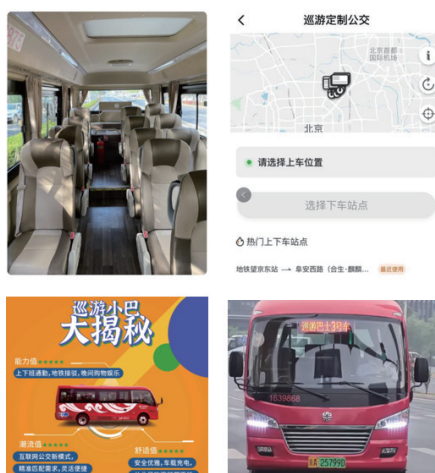 巡游定制公交
北京首都
国际机场
北京
请选择上车位置
选择下车站点
热门上下车站点
地铁望京东站 → 阜安西路（合生·麒麟... 最近使用
巡游小巴
大揭秘
能力值
上下班通勤，地铁接驳，晚间购物娱乐
潮流值
互联网公交新模式，
精准匹配需求，灵活便捷
舒适值
安全优雅，车载充电，
1639868
A 25799D